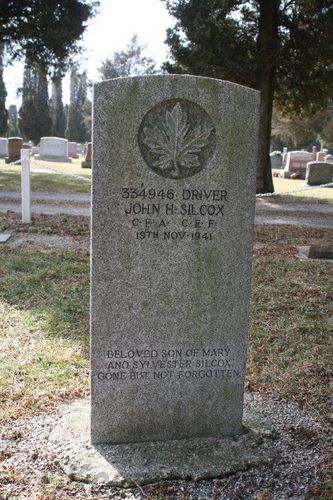 334946 DRIVER
JOHN H. SILCOX
C·F·A· C·E·F·
19TH NOV. 1941
BELOVED SON OF MARY
AND SYLVESTER SILCOX.
GONE BUT NOT FORGOTTEN.